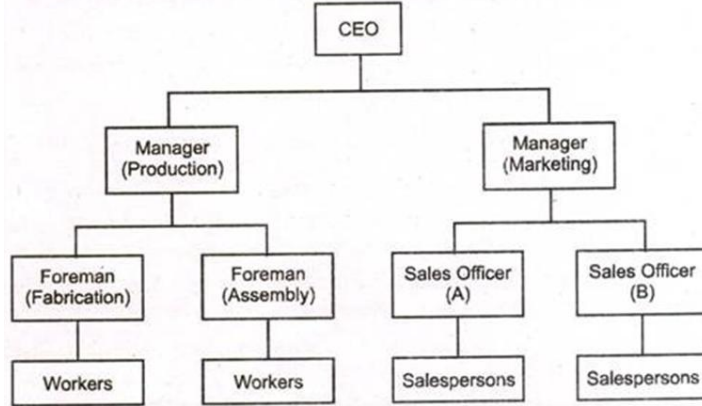 CEO
Manager
(Production)
Manager
(Marketing)
Foreman
(Fabrication)
Foreman
(Assembly)
Sales Officer
(A)
Sales Officer
(B)
Workers
Workers
Salespersons
Salespersons